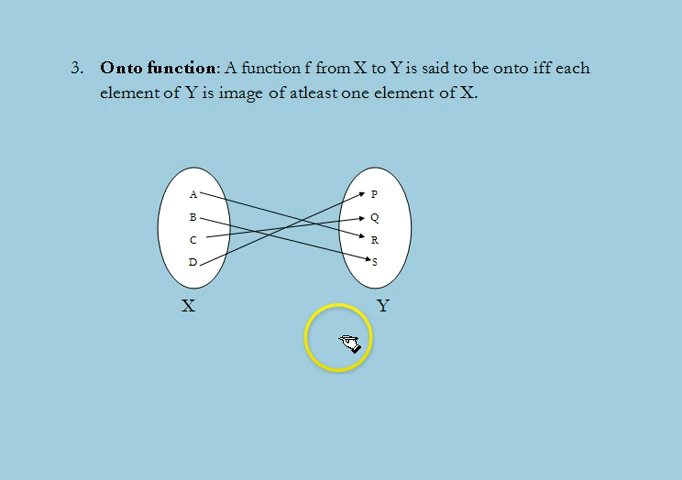 3. Onto function: A function f from X to Y is said to be onto iff each
element of Y is image of atleast one element of X.
A P
B Q
C R
D S
X Y